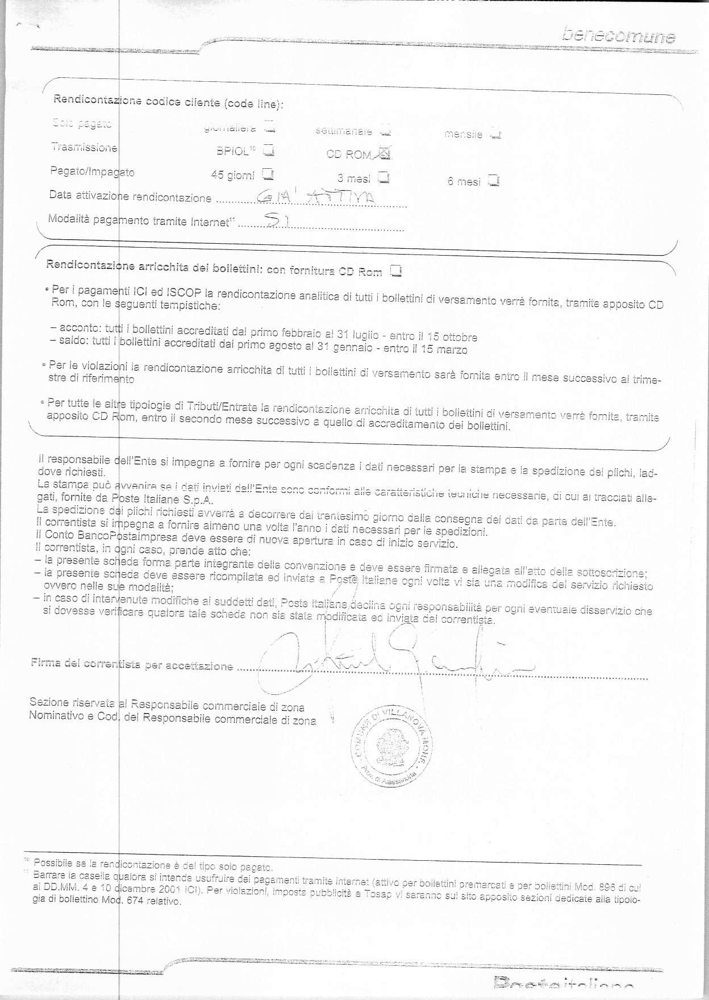 benecomune
Rendicontazione codice cliente (code line):
Solo pagato giornaliera ❏ settimanale ❏ mensile ❏
Trasmissione BPIOL¹⁰ ❏ CD ROM ☒
Pagato/Impagato 45 giorni ❏ 3 mesi ❏ 6 mesi ❏
Data attivazione rendicontazione ............ GIA' ATTIVA ............
Modalità pagamento tramite Internet¹¹ ............ SI ............
Rendicontazione arricchita dei bollettini: con fornitura CD Rom ❏
• Per i pagamenti ICI ed ISCOP la rendicontazione analitica di tutti i bollettini di versamento verrà fornita, tramite apposito CD
Rom, con le seguenti tempistiche:
– acconto: tutti i bollettini accreditati dal primo febbraio al 31 luglio - entro il 15 ottobre
– saldo: tutti i bollettini accreditati dal primo agosto al 31 gennaio - entro il 15 marzo
• Per le violazioni la rendicontazione arricchita di tutti i bollettini di versamento sarà fornita entro il mese successivo al trime-
stre di riferimento
• Per tutte le altre tipologie di Tributi/Entrate la rendicontazione arricchita di tutti i bollettini di versamento verrà fornita, tramite
apposito CD Rom, entro il secondo mese successivo a quello di accreditamento dei bollettini.
Il responsabile dell'Ente si impegna a fornire per ogni scadenza i dati necessari per la stampa e la spedizione dei plichi, lad-
dove richiesti.
La stampa può avvenire se i dati inviati dall'Ente sono conformi alle caratteristiche tecniche necessarie, di cui ai tracciati alle-
gati, fornite da Poste Italiane S.p.A.
La spedizione dei plichi richiesti avverrà a decorrere dal trentesimo giorno dalla consegna dei dati da parte dell'Ente.
Il correntista si impegna a fornire almeno una volta l'anno i dati necessari per le spedizioni.
Il Conto BancoPostaImpresa deve essere di nuova apertura in caso di inizio servizio.
Il correntista, in ogni caso, prende atto che:
– la presente scheda forma parte integrante della convenzione e deve essere firmata e allegata all'atto della sottoscrizione;
– la presente scheda deve essere ricompilata ed inviata a Poste Italiane ogni volta vi sia una modifica del servizio richiesto
ovvero nelle sue modalità;
– in caso di intervenute modifiche ai suddetti dati, Poste Italiane declina ogni responsabilità per ogni eventuale disservizio che
si dovesse verificare qualora tale scheda non sia stata modificata ed inviata dal correntista.
Firma del correntista per accettazione ............
Sezione riservata al Responsabile commerciale di zona
Nominativo e Cod. del Responsabile commerciale di zona
COMUNE DI VILLANOVA MONF.
Prov. di Alessandria
¹⁰ Possibile se la rendicontazione è del tipo solo pagato.
¹¹ Barrare la casella qualora si intenda usufruire dei pagamenti tramite internet (attivo per bollettini premarcati e per bollettini Mod. 896 di cui
ai DD.MM. 4 e 10 dicembre 2001 ICI). Per violazioni, imposta pubblicità e Tosap vi saranno sul sito apposito sezioni dedicate alla tipolo-
gia di bollettino Mod. 674 relativo.
Posteitaliane